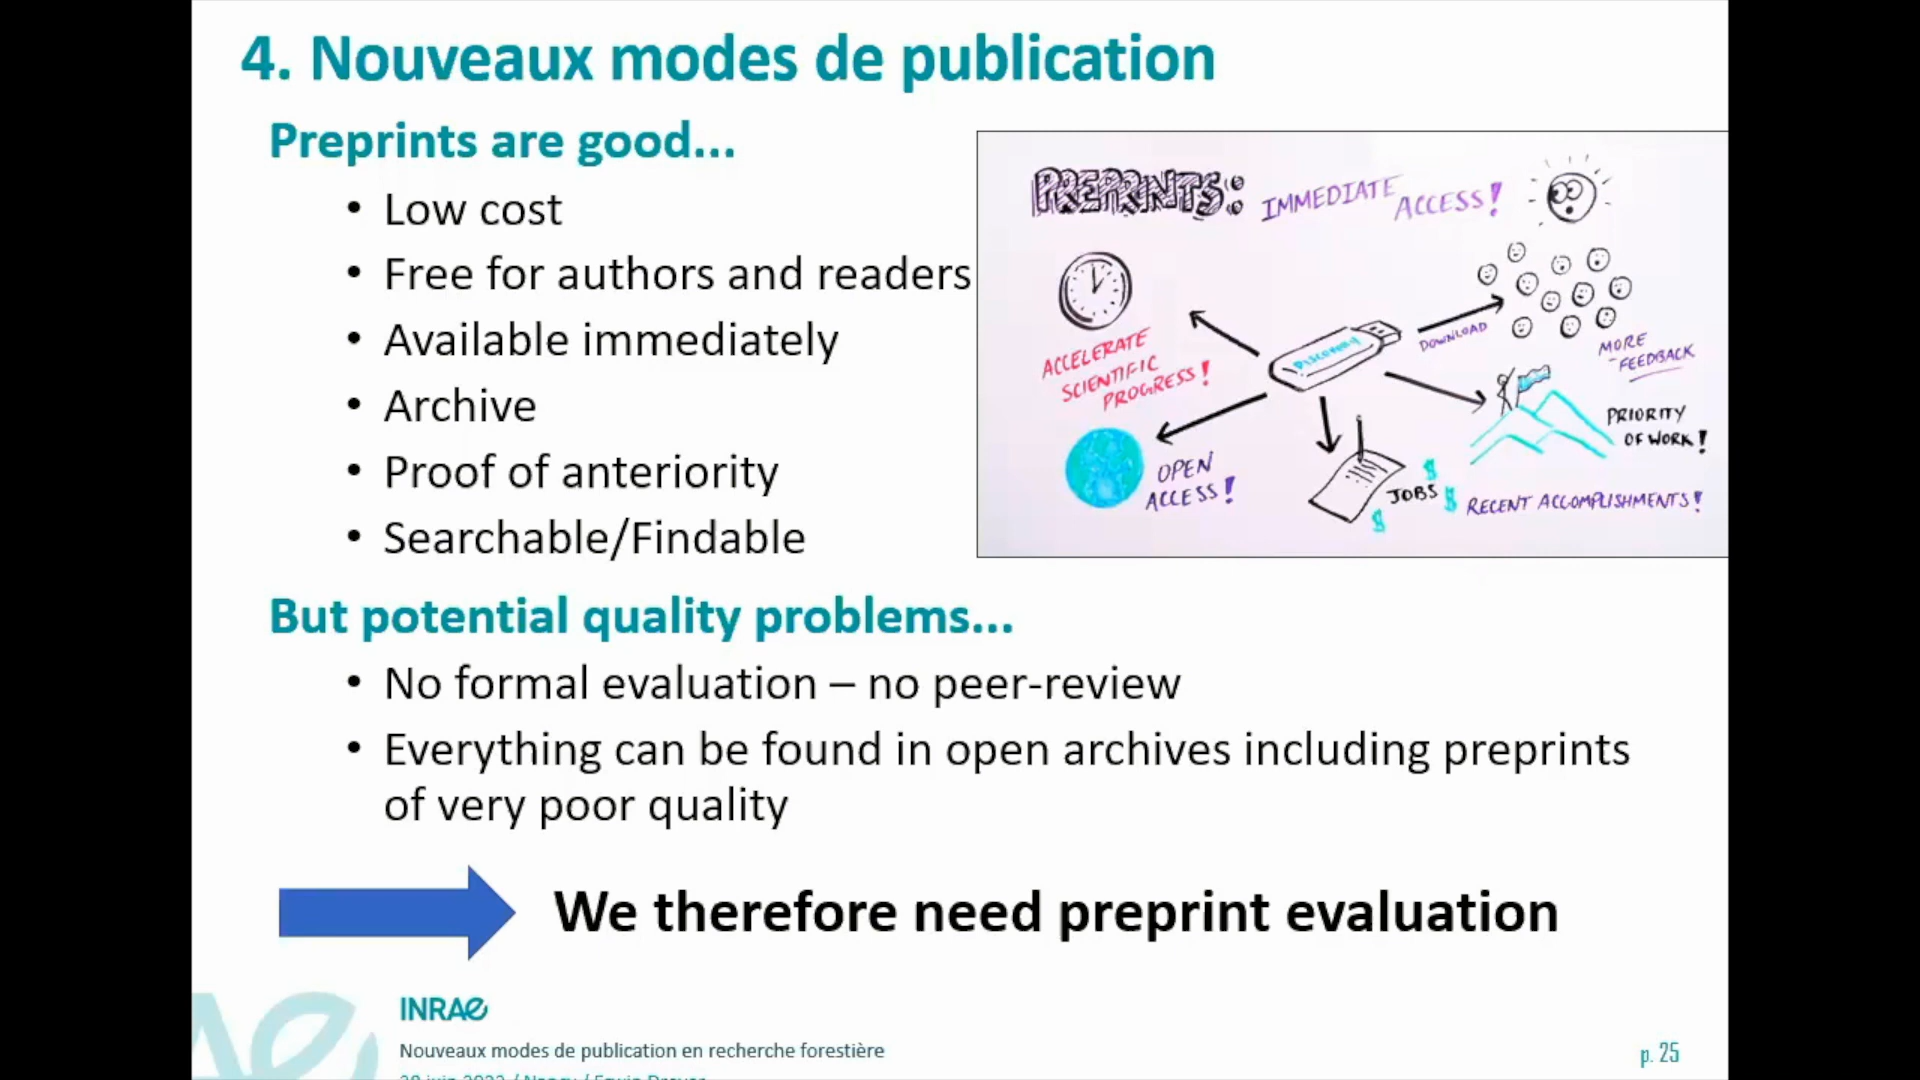 4. Nouveaux modes de publication
Preprints are good...
• Low cost
• Free for authors and readers
• Available immediately
• Archive
• Proof of anteriority
• Searchable/Findable
PREPRINTS: IMMEDIATE ACCESS!
ACCELERATE
SCIENTIFIC
PROGRESS!
DISCOVERY
DOWNLOAD
MORE
FEEDBACK
PRIORITY
OF WORK!
OPEN
ACCESS!
JOBS
$
$
$
RECENT ACCOMPLISHMENTS!
But potential quality problems...
• No formal evaluation – no peer-review
• Everything can be found in open archives including preprints
of very poor quality
We therefore need preprint evaluation
INRAE
Nouveaux modes de publication en recherche forestière
p. 25